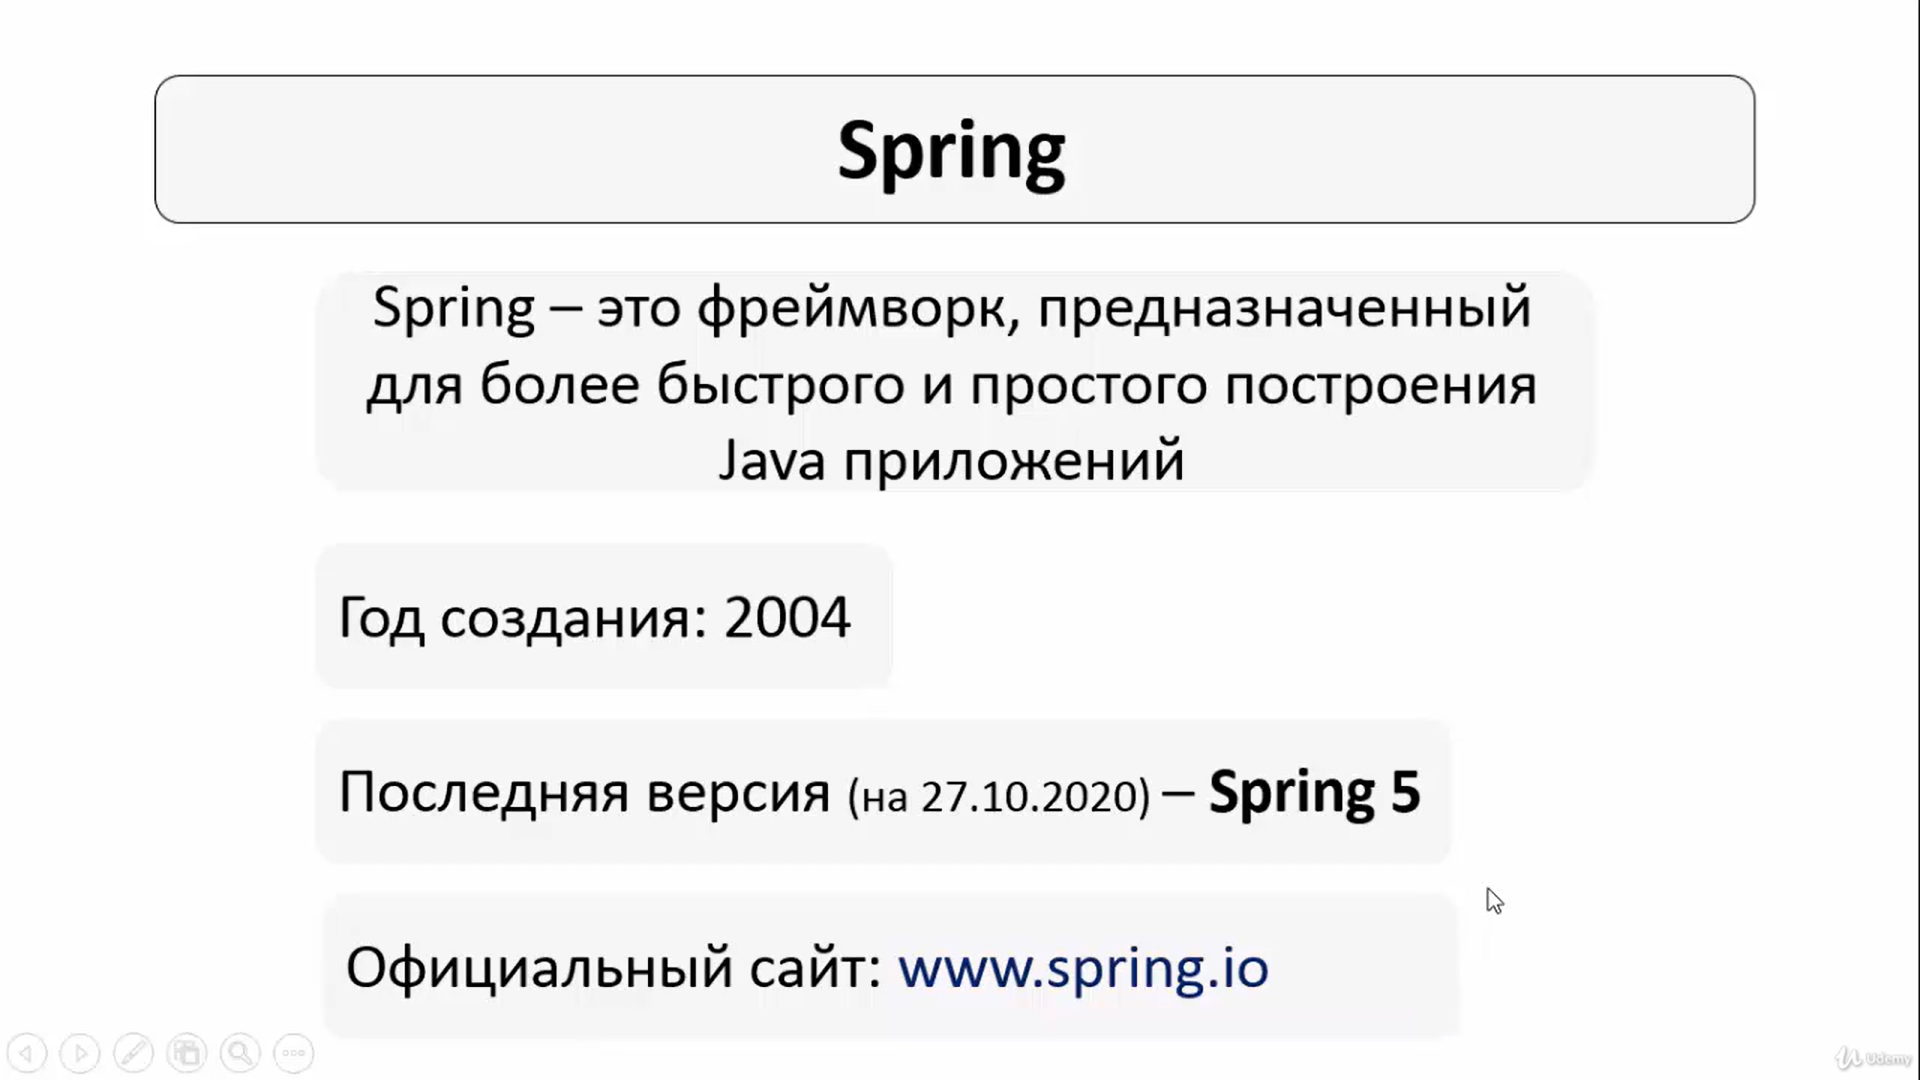 Spring
Spring – это фреймворк, предназначенный
для более быстрого и простого построения
Java приложений
Год создания: 2004
Последняя версия (на 27.10.2020) – Spring 5
Официальный сайт: www.spring.io
Udemy